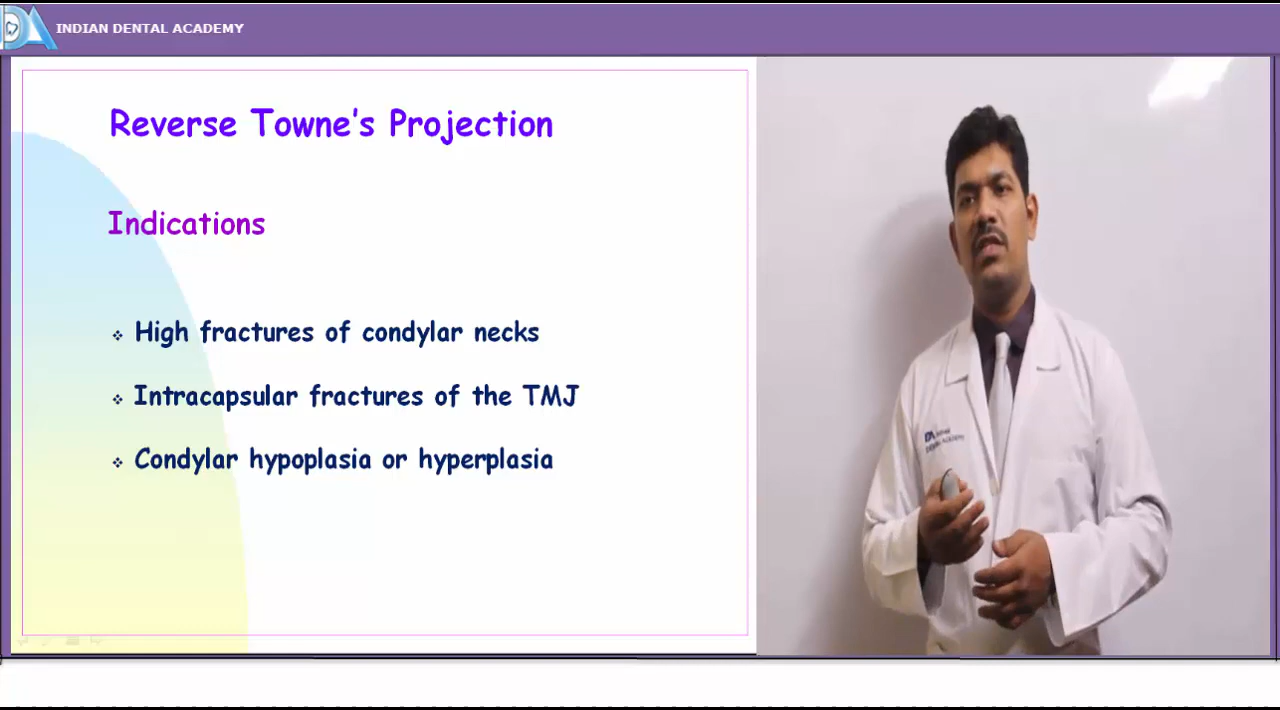 INDIAN DENTAL ACADEMY
Reverse Towne's Projection
Indications
❖ High fractures of condylar necks
❖ Intracapsular fractures of the TMJ
❖ Condylar hypoplasia or hyperplasia